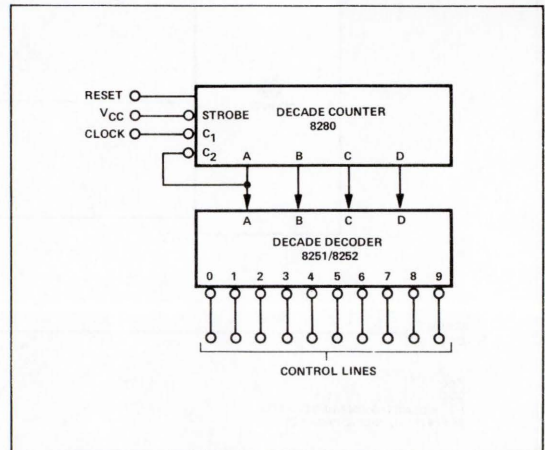 RESET
VCC
CLOCK
STROBE
C1
C2
DECADE COUNTER
8280
A B C D
A B C D
DECADE DECODER
8251/8252
0 1 2 3 4 5 6 7 8 9
CONTROL LINES